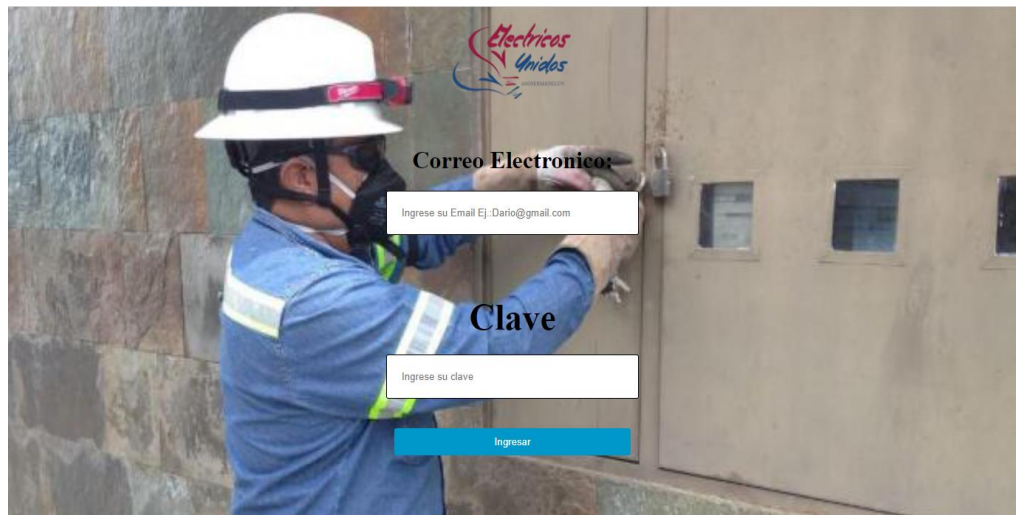 Electricos
Unidos
Correo Electronico:
Ingrese su Email Ej.:Dario@gmail.com
Clave
Ingrese su clave
Ingresar